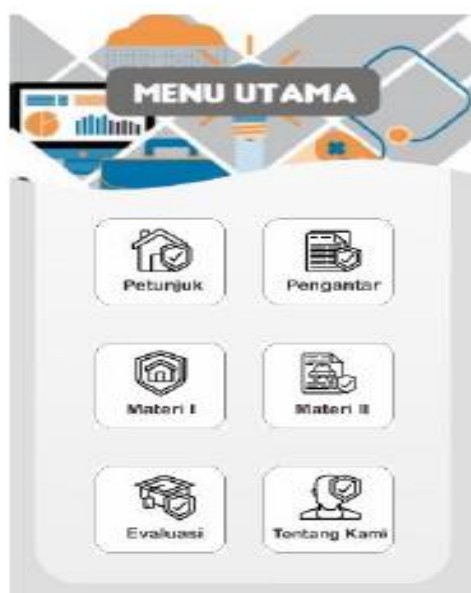 MENU UTAMA
Petunjuk
Pengantar
Materi I
Materi II
Evaluasi
Tentang Kami